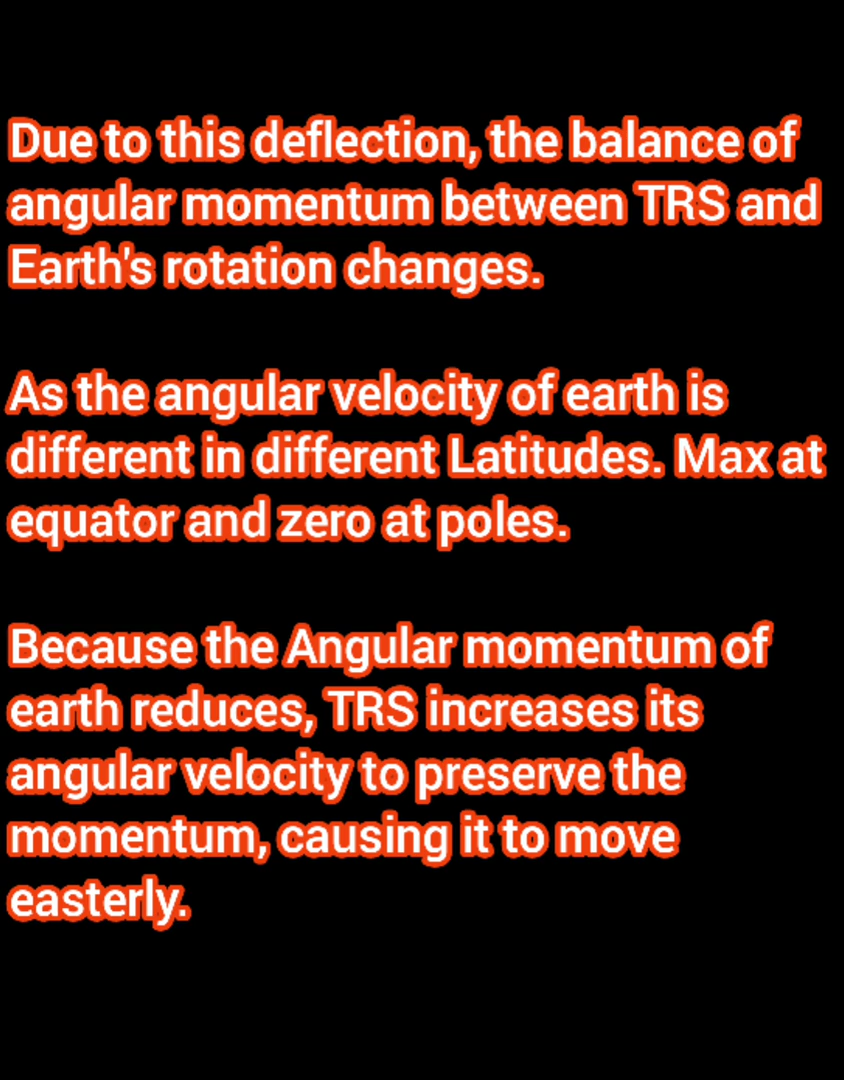 Due to this deflection, the balance of
angular momentum between TRS and
Earth's rotation changes.
As the angular velocity of earth is
different in different Latitudes. Max at
equator and zero at poles.
Because the Angular momentum of
earth reduces, TRS increases its
angular velocity to preserve the
momentum, causing it to move
easterly.